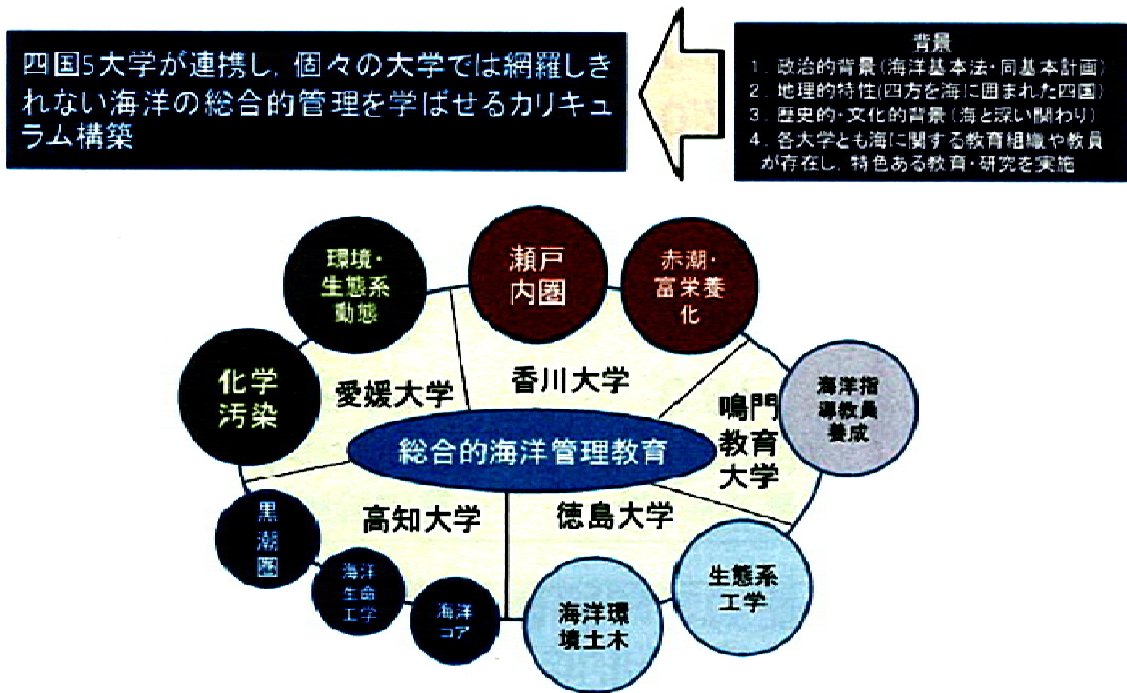 四国5大学が連携し，個々の大学では網羅しき
れない海洋の総合的管理を学ばせるカリキュ
ラム構築
背景
1．政治的背景（海洋基本法・同基本計画）
2．地理的特性(四方を海に囲まれた四国)
3．歴史的・文化的背景（海と深い関わり）
4．各大学とも海に関する教育組織や教員
が存在し，特色ある教育・研究を実施
環境・
生態系
動態
瀬戸
内圏
赤潮・
富栄養
化
化学
汚染
愛媛大学
香川大学
鳴門
教育
大学
海洋指
導教員
養成
総合的海洋管理教育
高知大学
徳島大学
黒
潮
圏
海洋
生命
工学
海洋
コア
海洋環
境土木
生態系
工学